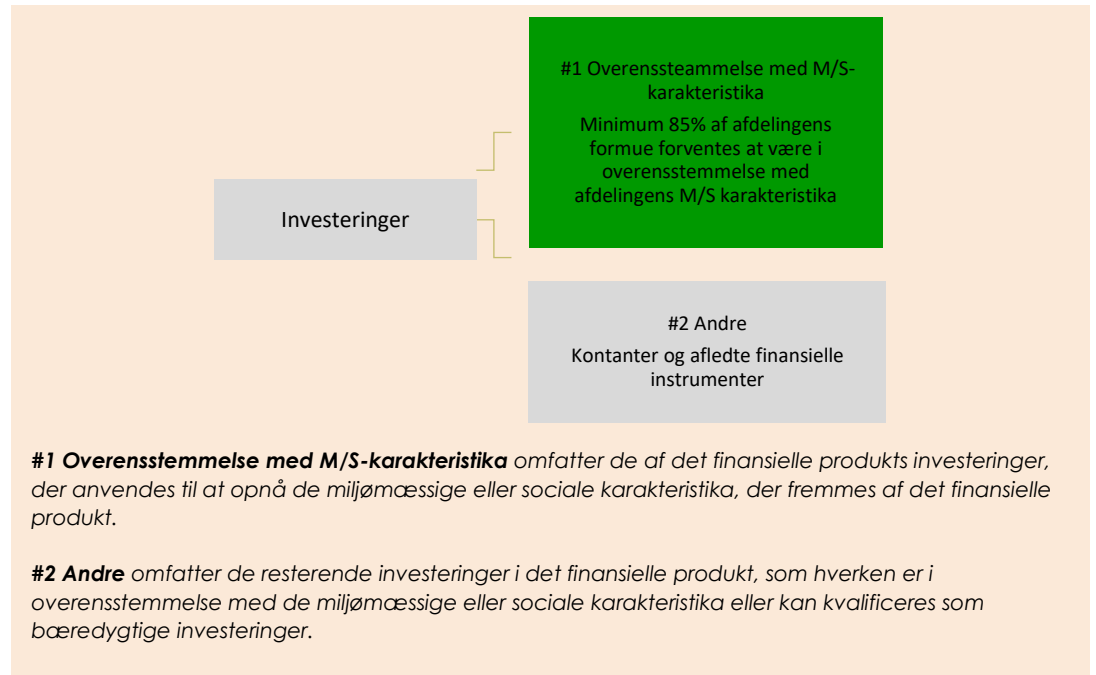 #1 Overenssteammelse med M/S-
karakteristika
Minimum 85% af afdelingens
formue forventes at være i
overensstemmelse med
afdelingens M/S karakteristika
Investeringer
#2 Andre
Kontanter og afledte finansielle
instrumenter
#1 Overensstemmelse med M/S-karakteristika omfatter de af det finansielle produkts investeringer,
der anvendes til at opnå de miljømæssige eller sociale karakteristika, der fremmes af det finansielle
produkt.
#2 Andre omfatter de resterende investeringer i det finansielle produkt, som hverken er i
overensstemmelse med de miljømæssige eller sociale karakteristika eller kan kvalificeres som
bæredygtige investeringer.